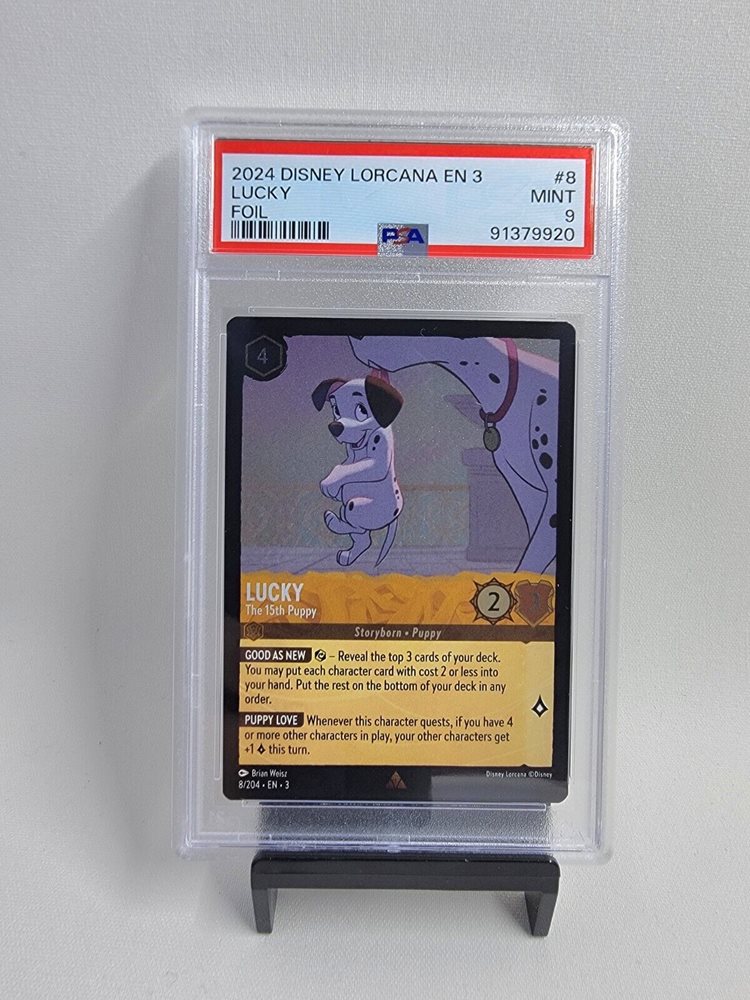 2024 DISNEY LORCANA EN 3 #8
LUCKY MINT
FOIL 9
PSA 91379920
4
LUCKY
The 15th Puppy
2 3
Storyborn • Puppy
GOOD AS NEW – Reveal the top 3 cards of your deck.
You may put each character card with cost 2 or less into
your hand. Put the rest on the bottom of your deck in any
order.
PUPPY LOVE Whenever this character quests, if you have 4
or more other characters in play, your other characters get
+1 this turn.
Brian Weisz
8/204 • EN • 3
Disney Lorcana ©Disney